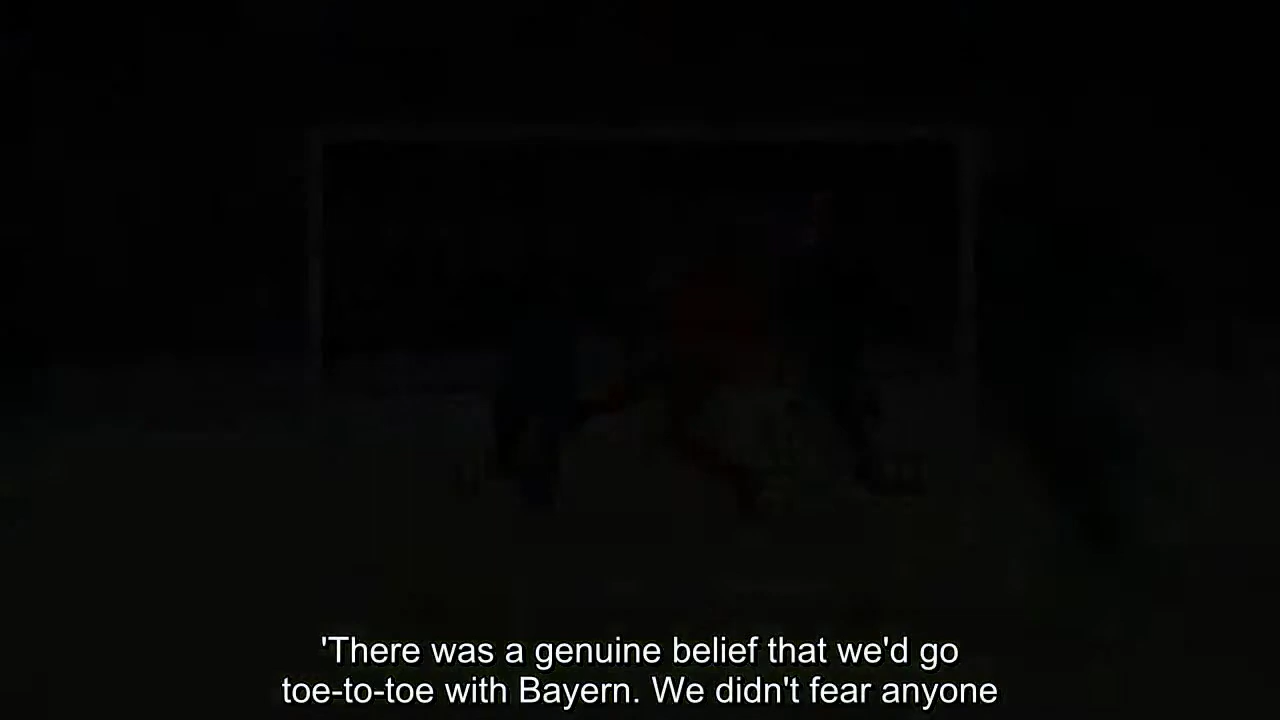 'There was a genuine belief that we'd go
toe-to-toe with Bayern. We didn't fear anyone